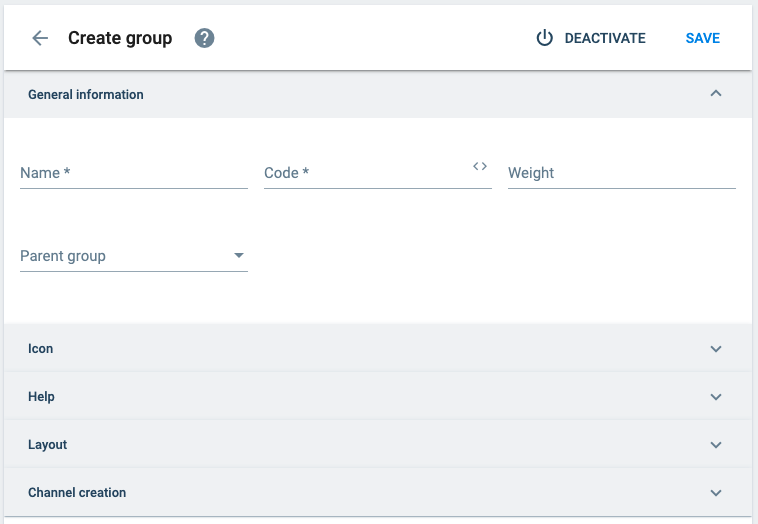 Create group ?
DEACTIVATE
SAVE
General information
Name *
Code *
<>
Weight
Parent group
Icon
Help
Layout
Channel creation